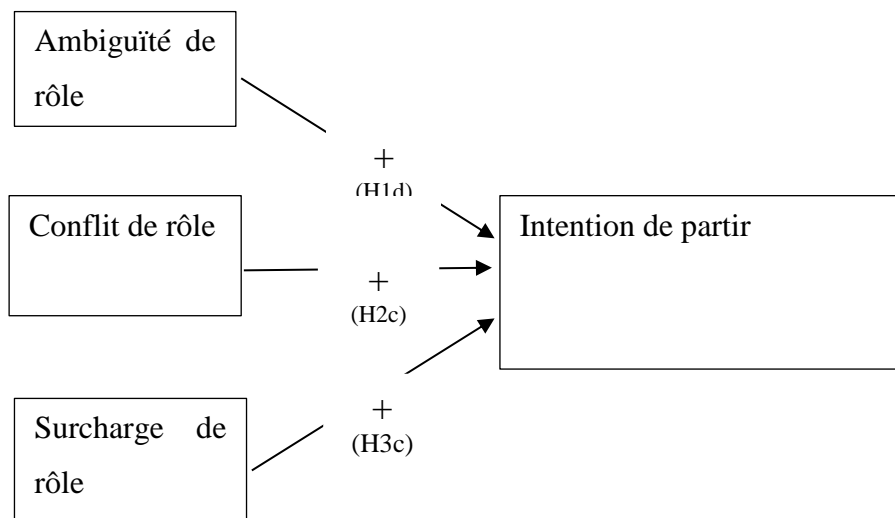 Ambiguïté de
rôle
+
(H1d)
Conflit de rôle
+
(H2c)
Intention de partir
Surcharge de
rôle
+
(H3c)